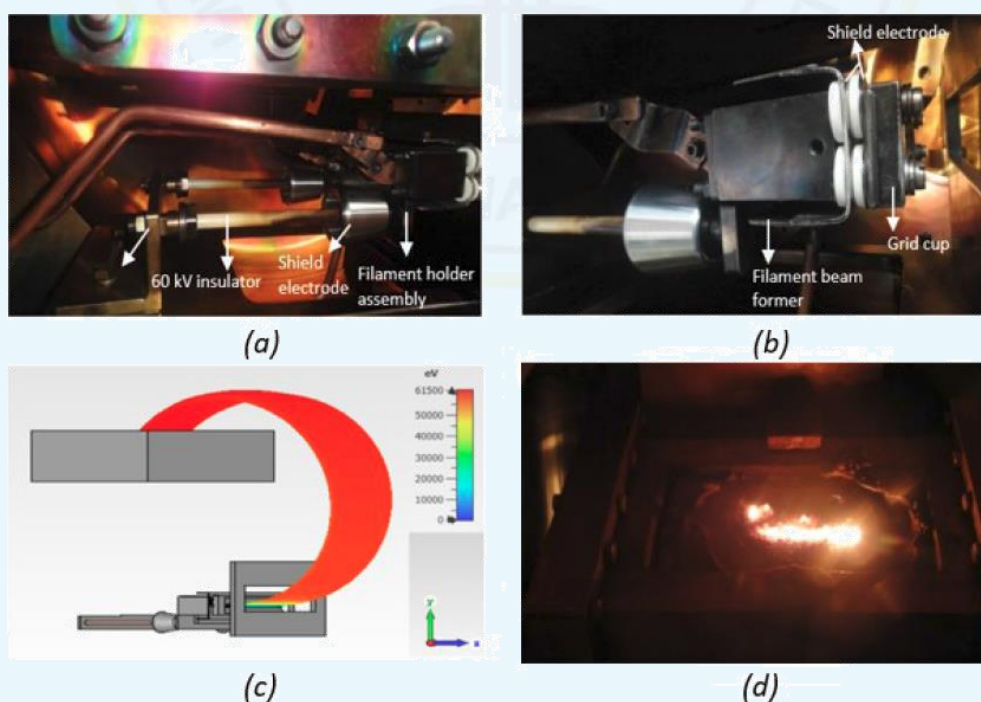 60 kV insulator
Shield
electrode
Filament holder
assembly
(a)
Shield electrode
Grid cup
Filament beam
former
(b)
eV
61500
50000
40000
30000
20000
10000
0
y
x
(c)
(d)